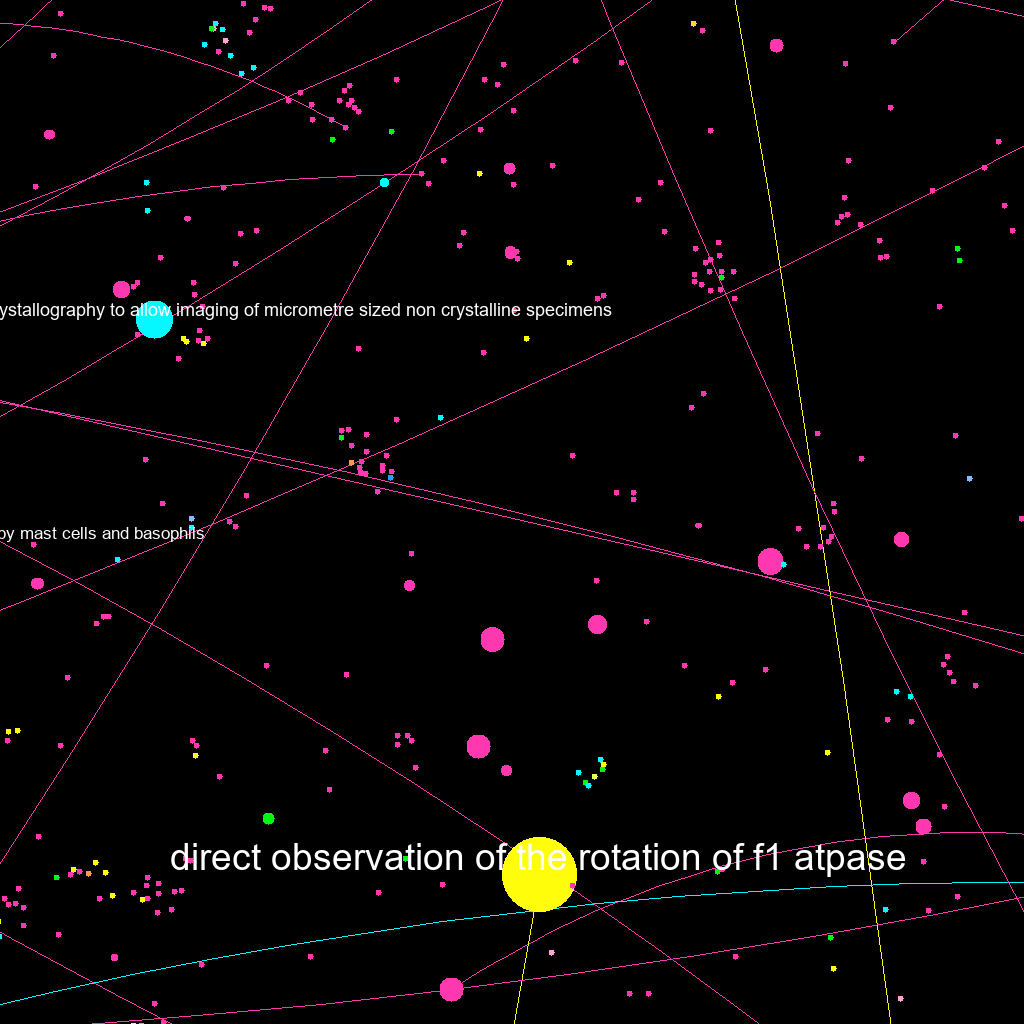 ystallography to allow imaging of micrometre sized non crystalline specimens
by mast cells and basophils
direct observation of the rotation of f1 atpase